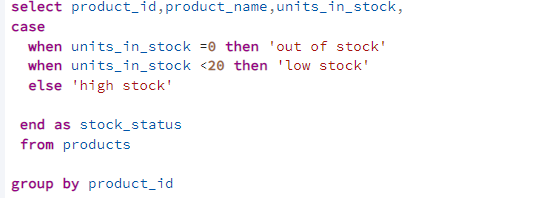 select product_id,product_name,units_in_stock,
case
when units_in_stock =0 then 'out of stock'
when units_in_stock <20 then 'low stock'
else 'high stock'
end as stock_status
from products
group by product_id